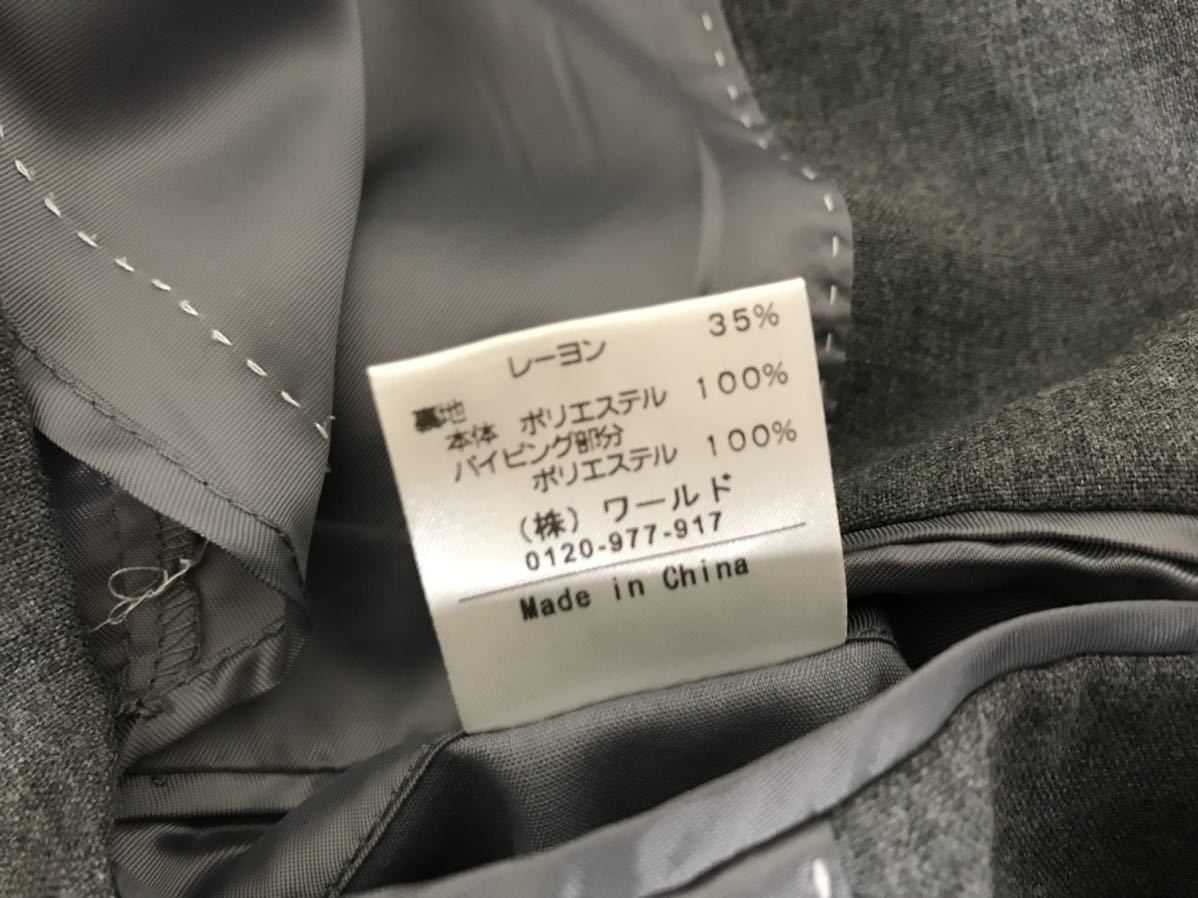 レーヨン 35%
裏地
本体 ポリエステル 100%
パイピング部分
ポリエステル 100%
(株) ワールド
0120-977-917
Made in China